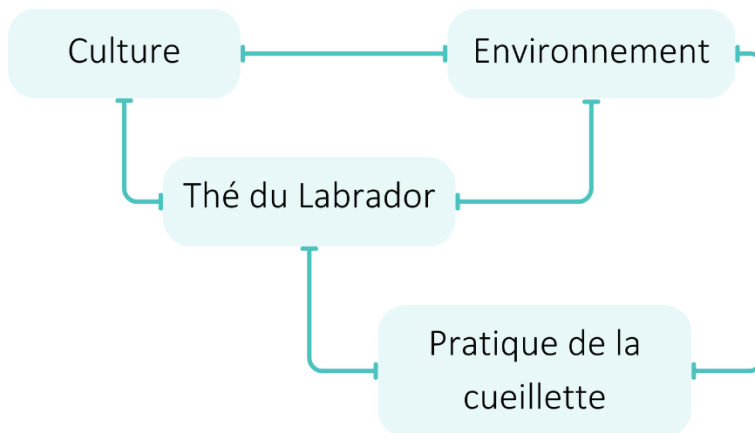 Culture
Environnement
Thé du Labrador
Pratique de la
cueillette